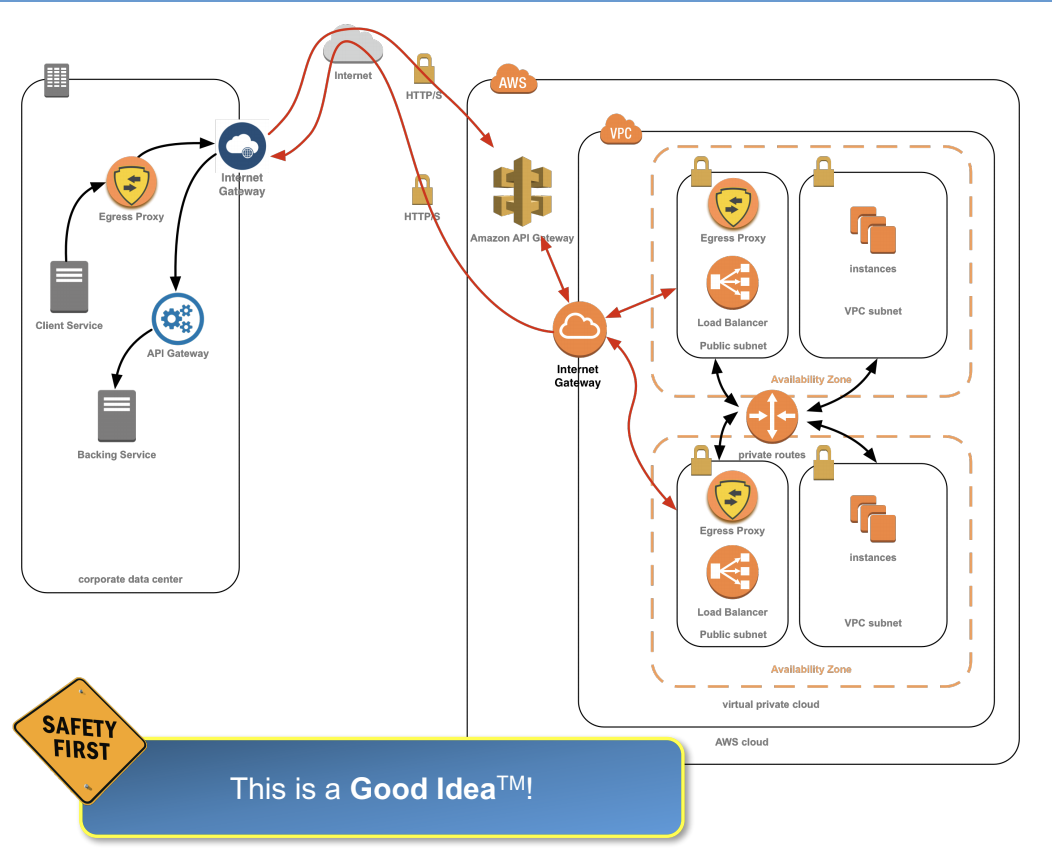 Internet
HTTP/S
AWS
VPC
Internet
Gateway
Egress Proxy
HTTP/S
Amazon API Gateway
Egress Proxy
instances
Client Service
API Gateway
Load Balancer
VPC subnet
Public subnet
Internet
Gateway
Availability Zone
Backing Service
private routes
Egress Proxy
instances
corporate data center
Load Balancer
VPC subnet
Public subnet
Availability Zone
virtual private cloud
AWS cloud
SAFETY
FIRST
This is a Good Idea™!